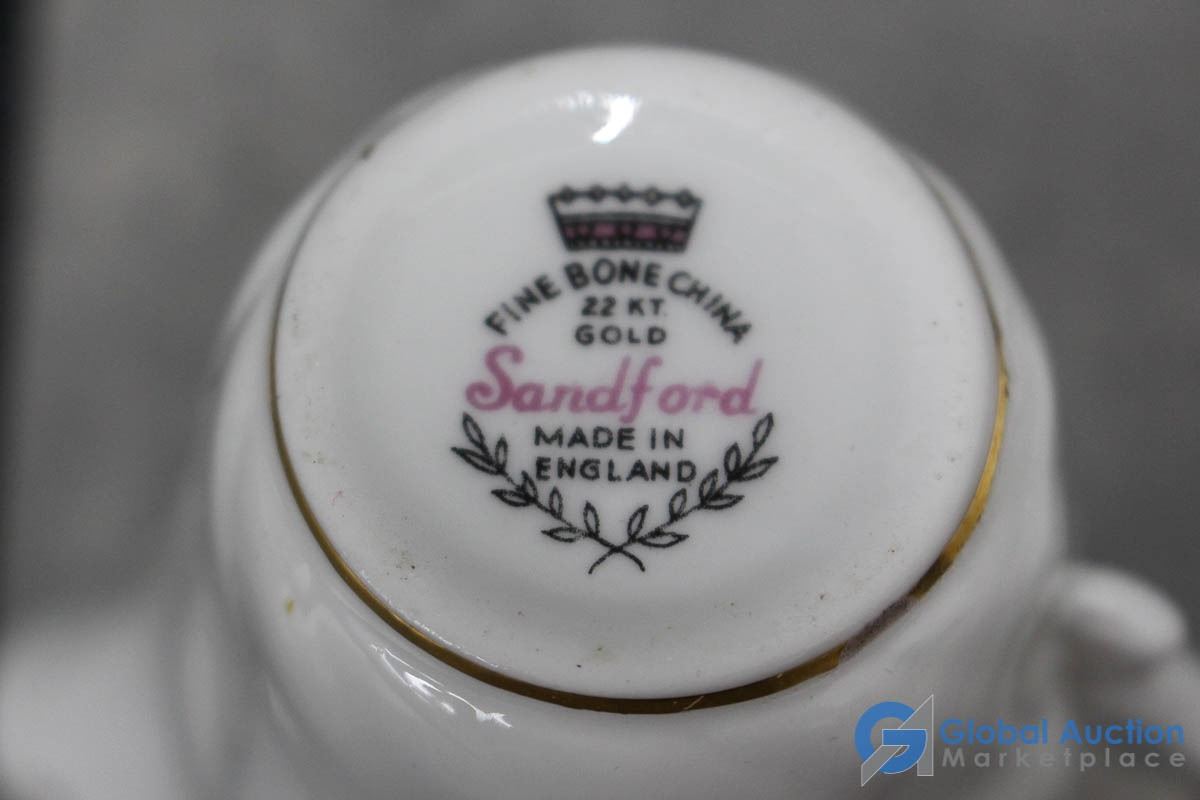 FINE BONE CHINA
22 KT.
GOLD
Sandford
MADE IN
ENGLAND
Global Auction
Marketplace